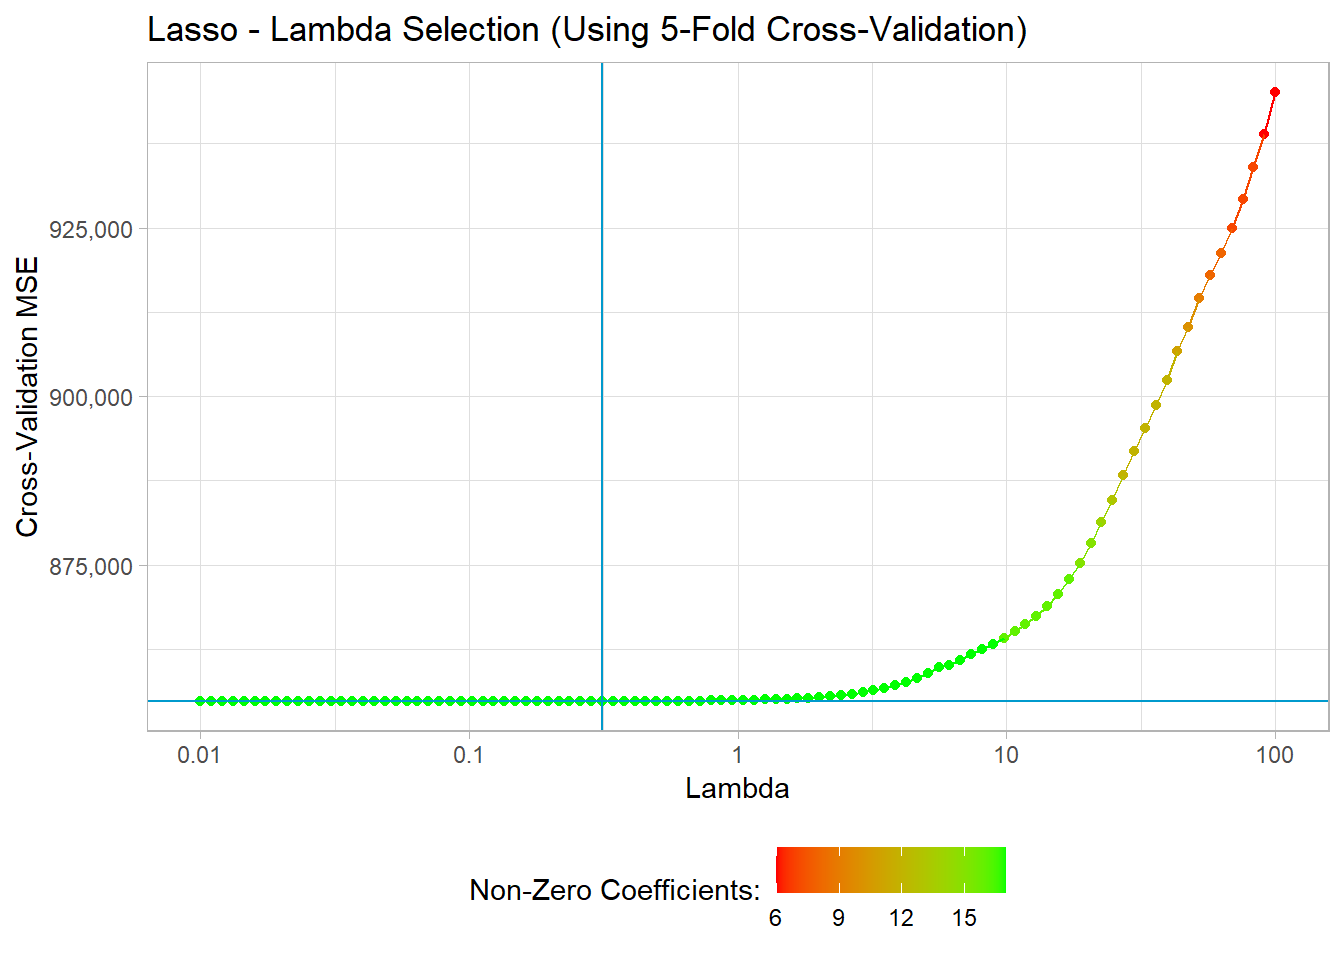 Lasso - Lambda Selection (Using 5-Fold Cross-Validation)
Cross-Validation MSE
925,000
900,000
875,000
0.01 0.1 1 10 100
Lambda
Non-Zero Coefficients:
6 9 12 15